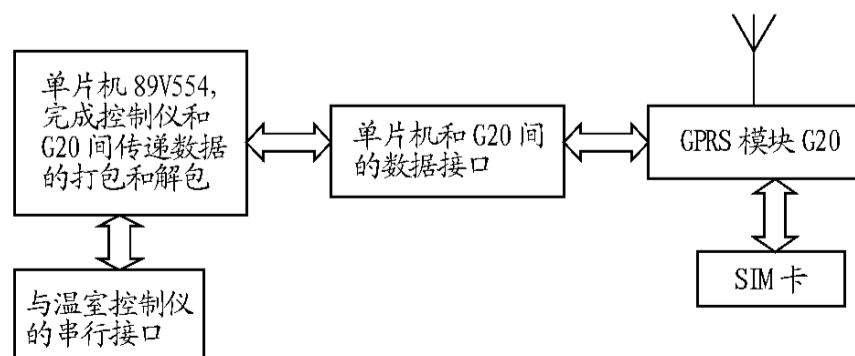 单片机 89V554,
完成控制仪和
G20 间传递数据
的打包和解包
单片机和 G20 间
的数据接口
GPRS 模块 G20
与温室控制仪
的串行接口
SIM 卡